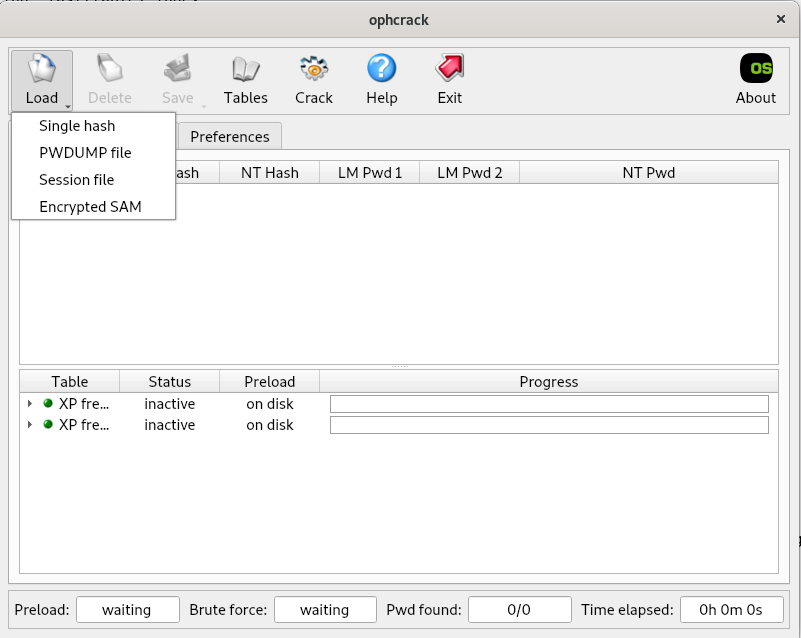 ophcrack
Load Delete Save Tables Crack Help Exit OS About
Single hash
PWDUMP file
Session file
Encrypted SAM
Preferences
ash NT Hash LM Pwd 1 LM Pwd 2 NT Pwd
Table Status Preload Progress
XP fre... inactive on disk
XP fre... inactive on disk
Preload: waiting Brute force: waiting Pwd found: 0/0 Time elapsed: 0h 0m 0s